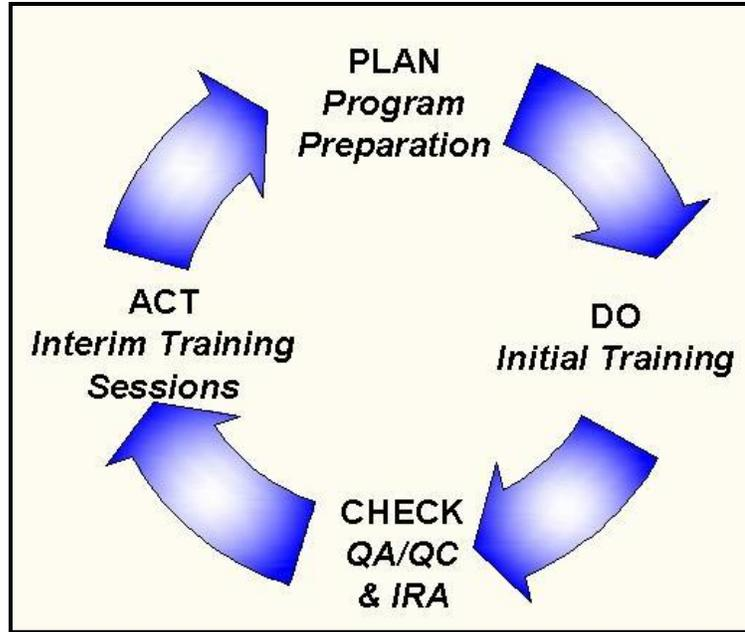 PLAN
Program
Preparation
DO
Initial Training
CHECK
QA/QC
& IRA
ACT
Interim Training
Sessions